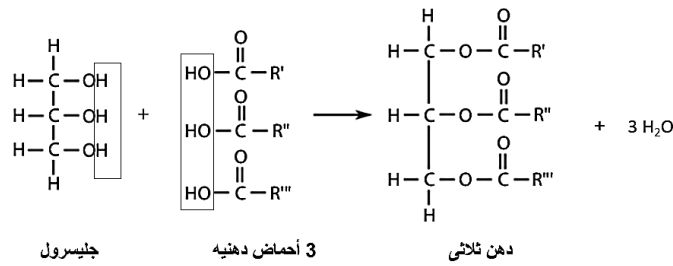 H
H–C–OH
H–C–OH
H–C–OH
H
+
O
HO–C–R'
O
HO–C–R"
O
HO–C–R"'
H O
H–C–O–C–R'
O
H–C–O–C–R"
O
H–C–O–C–R"'
H
+ 3 H₂O
جليسرول
3 أحماض دهنيه
دهن ثلاثى